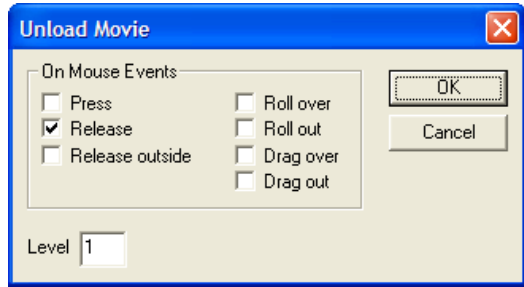 Unload Movie
On Mouse Events
Press
Release
Release outside
Roll over
Roll out
Drag over
Drag out
OK
Cancel
Level 1